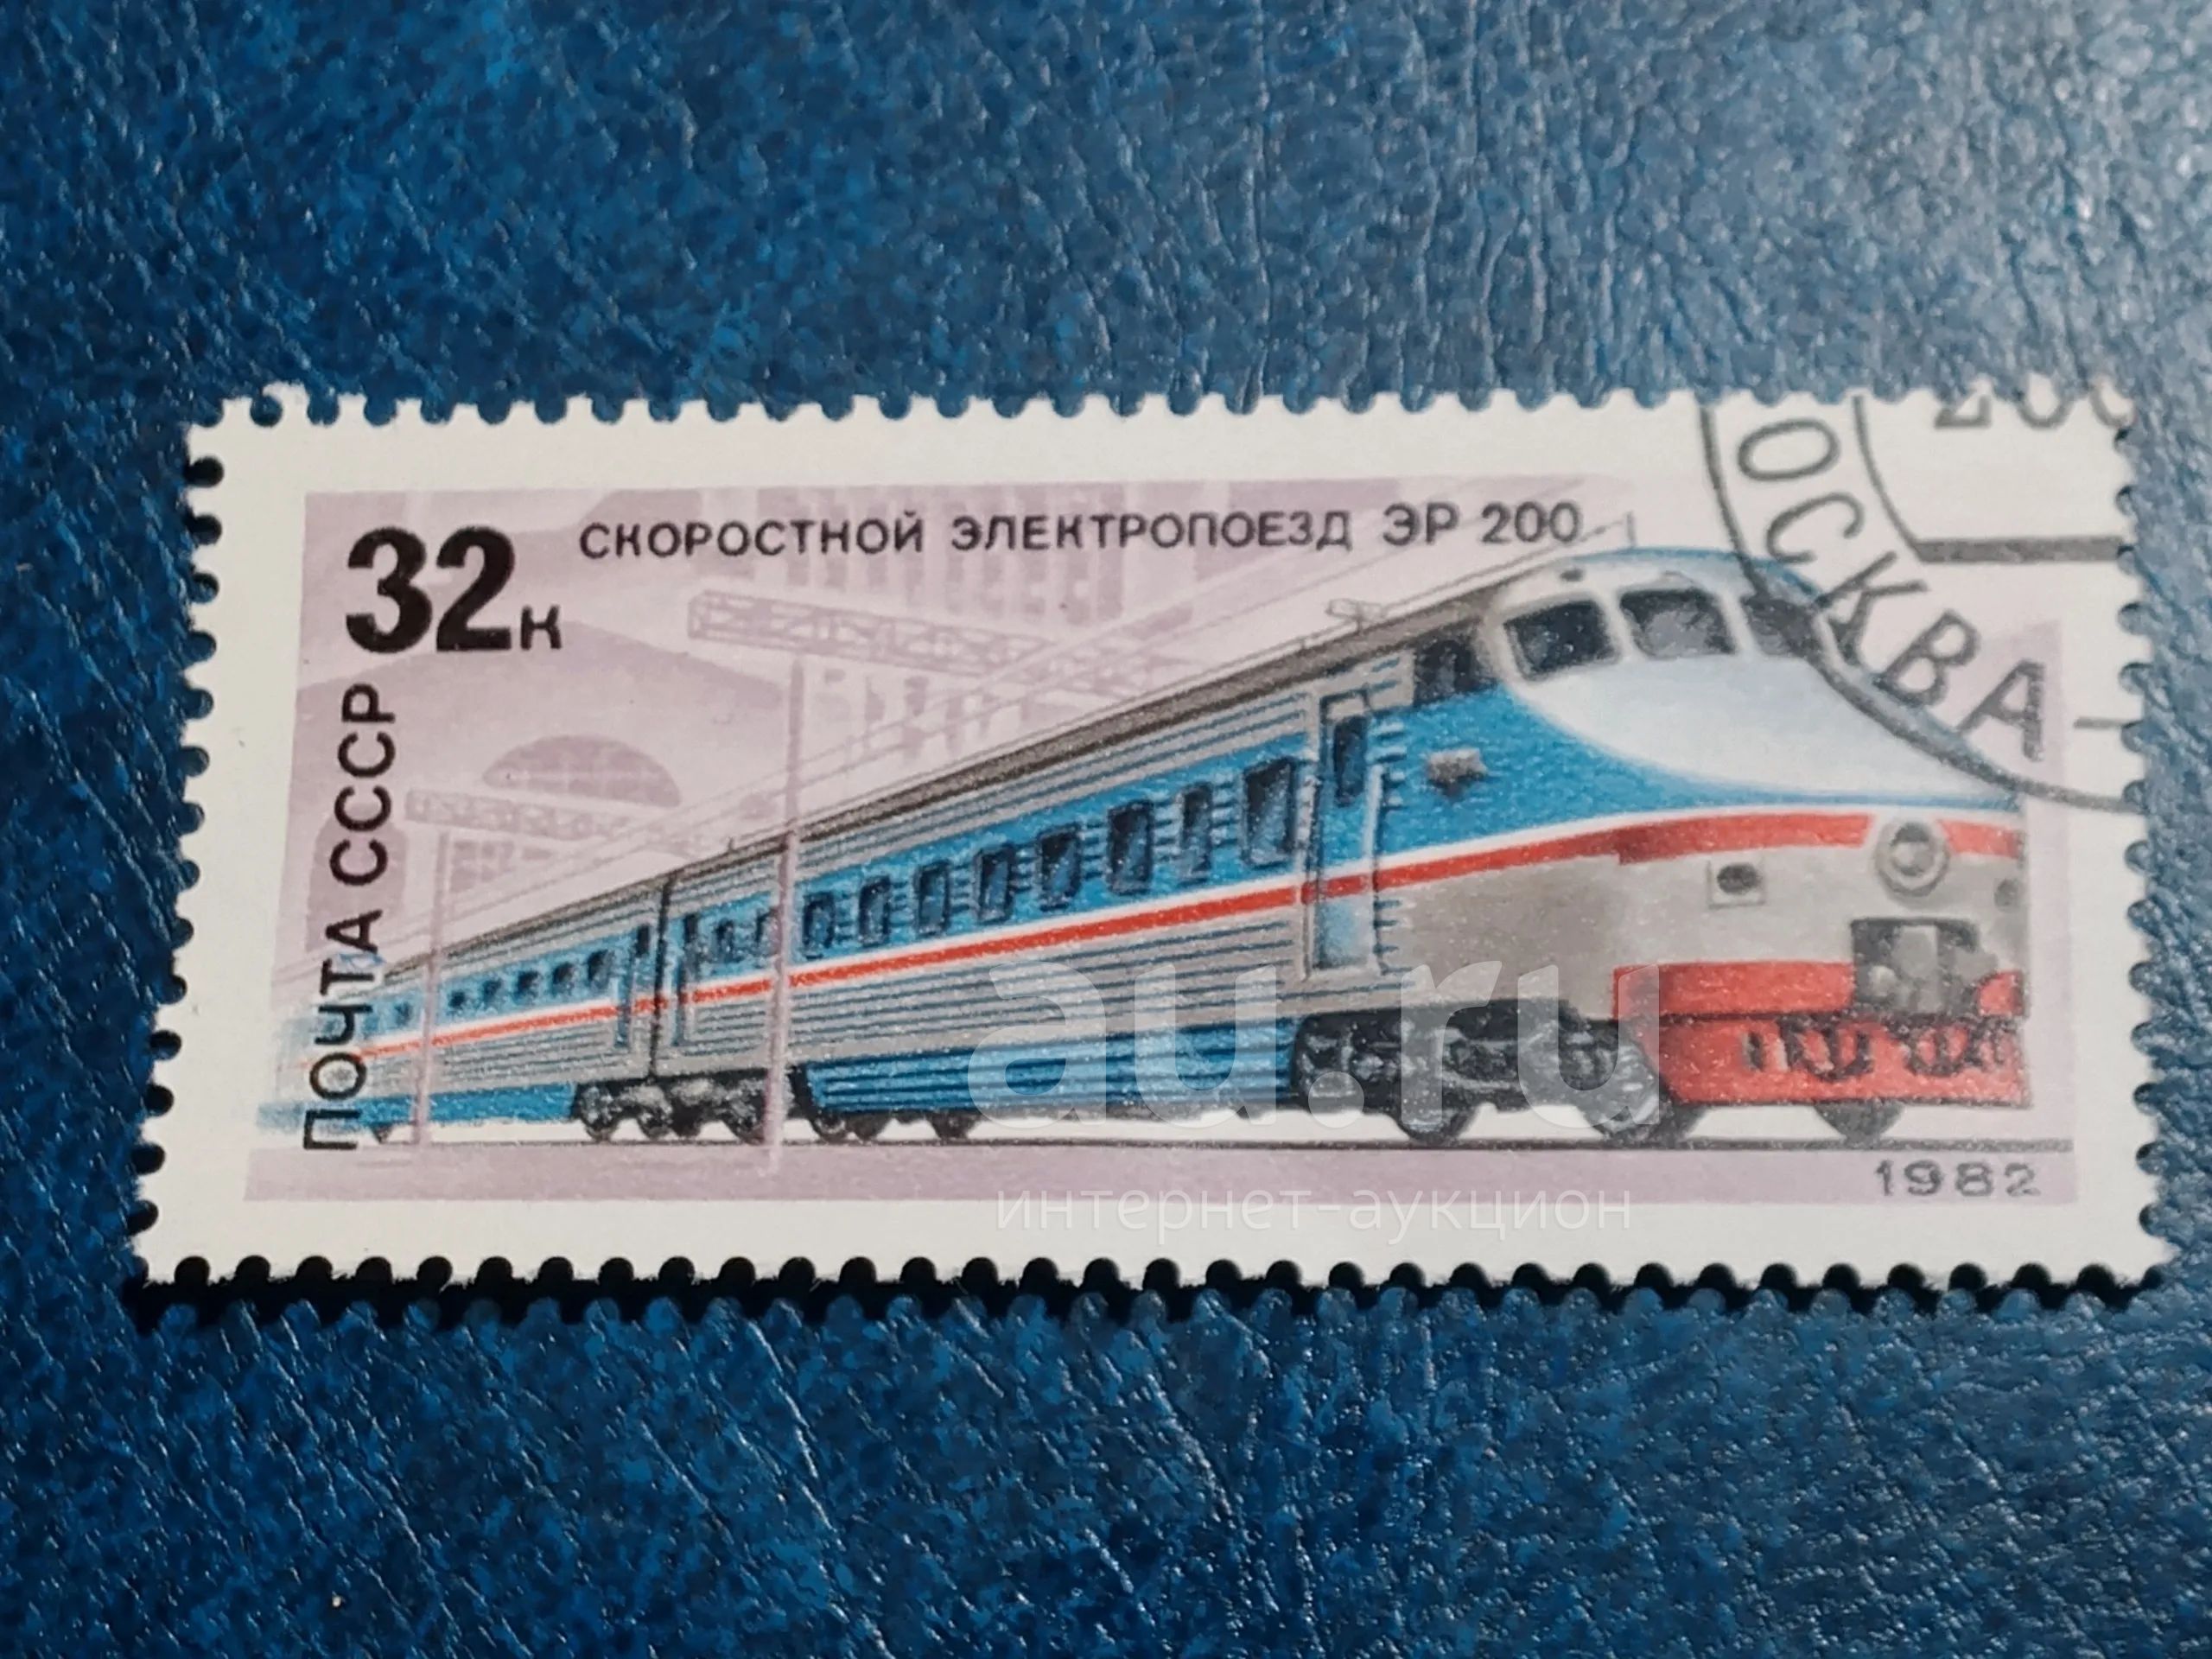 32к
СКОРОСТНОЙ ЭЛЕКТРОПОЕЗД ЭР 200
ПОЧТА СССР
ОСКВА -
1982
au.ru
интернет-аукцион